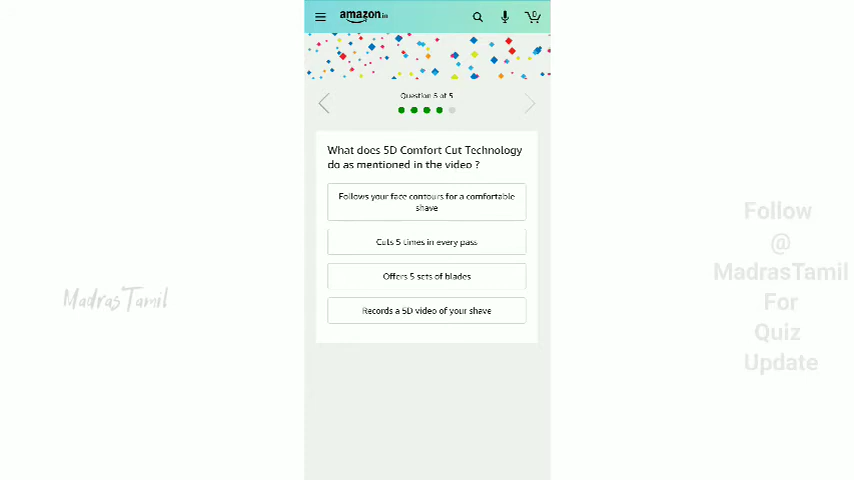 amazon.in
0
Question 5 of 5
What does 5D Comfort Cut Technology
do as mentioned in the video ?
Follows your face contours for a comfortable
shave
Cuts 5 times in every pass
Offers 5 sets of blades
Records a 5D video of your shave
MadrasTamil
Follow
@
MadrasTamil
For
Quiz
Update